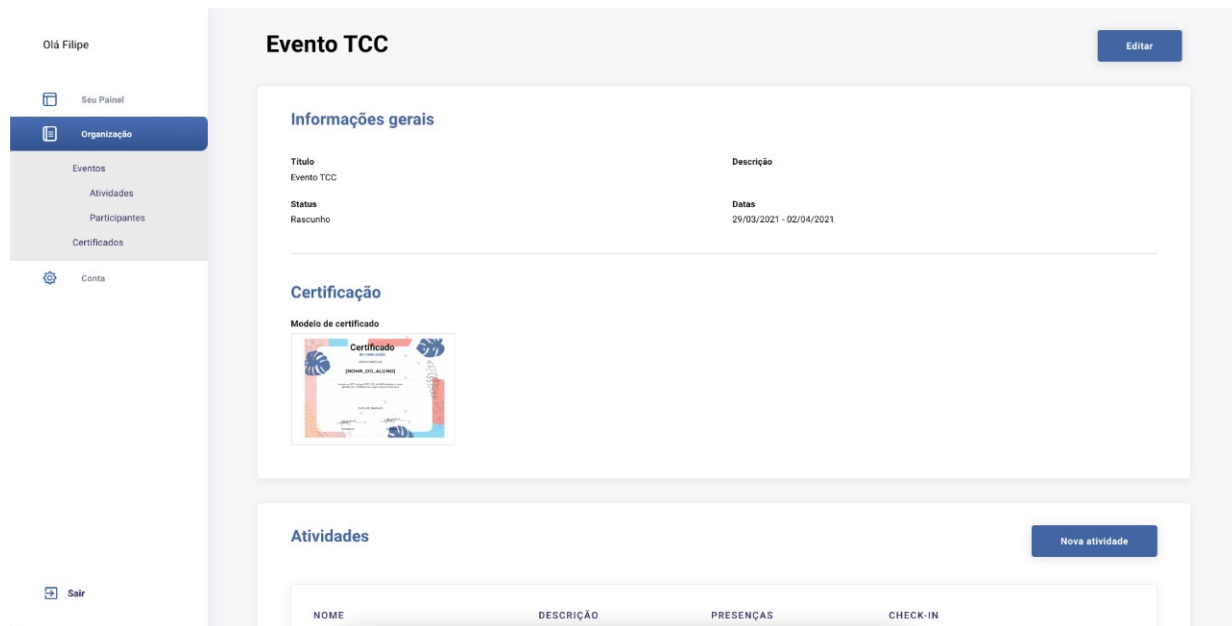 Olá Filipe
Seu Painel
Organização
Eventos
Atividades
Participantes
Certificados
Conta
Sair
Evento TCC
Editar
Informações gerais
Título
Evento TCC
Descrição
Status
Rascunho
Datas
29/03/2021 - 02/04/2021
Certificação
Modelo de certificado
Certificado
[NOME_DO_ALUNO]
Atividades
Nova atividade
NOME DESCRIÇÃO PRESENÇAS CHECK-IN